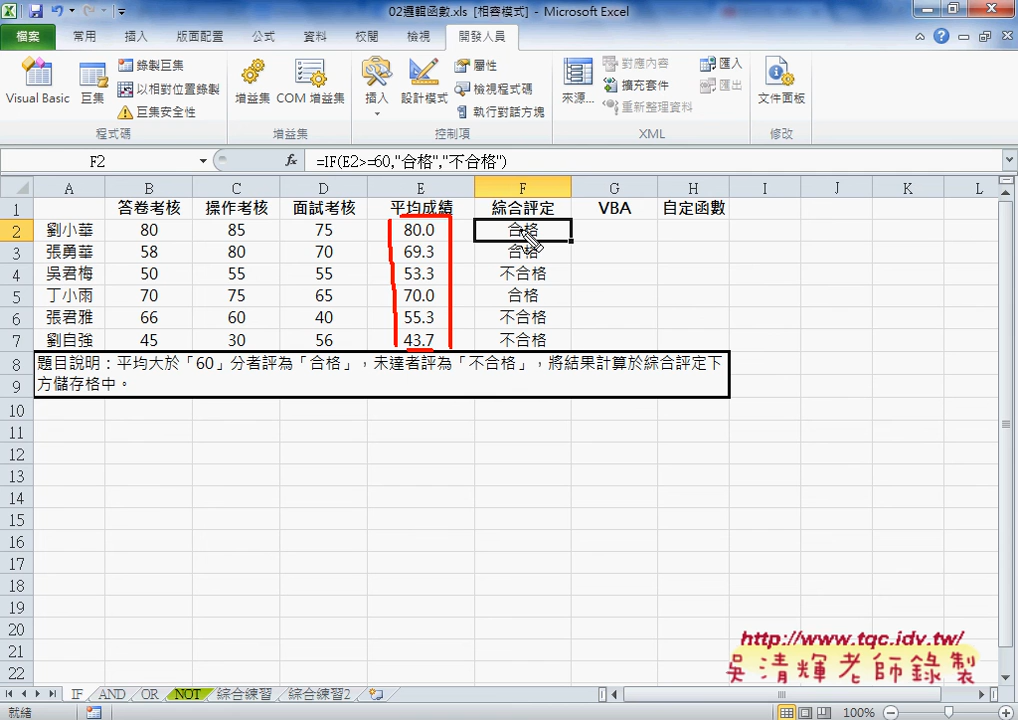 02邏輯函數.xls [相容模式] - Microsoft Excel
檔案 常用 插入 版面配置 公式 資料 校閱 檢視 開發人員
Visual Basic 巨集 錄製巨集 以相對位置錄製 巨集安全性 程式碼
增益集 COM 增益集 增益集
插入 設計模式 屬性 檢視程式碼 執行對話方塊 控制項
來源... 對應內容 擴充套件 重新整理資料 匯入 匯出 XML
文件面板 修改
F2 fx =IF(E2>=60,"合格","不合格")
A B C D E F G H I J K L
1 答卷考核 操作考核 面試考核 平均成績 綜合評定 VBA 自定函數
2 劉小華 80 85 75 80.0 合格
3 張勇華 58 80 70 69.3 合格
4 吳君梅 50 55 55 53.3 不合格
5 丁小雨 70 75 65 70.0 合格
6 張君雅 66 60 40 55.3 不合格
7 劉自強 45 30 56 43.7 不合格
8 題目說明：平均大於「60」分者評為「合格」，未達者評為「不合格」，將結果計算於綜合評定下
9 方儲存格中。
10
11
12
13
14
15
16
17
18
19
20
21
22
http://www.tqc.idv.tw/
吳清輝老師錄製
IF AND OR NOT 綜合練習 綜合練習2
就緒 100%